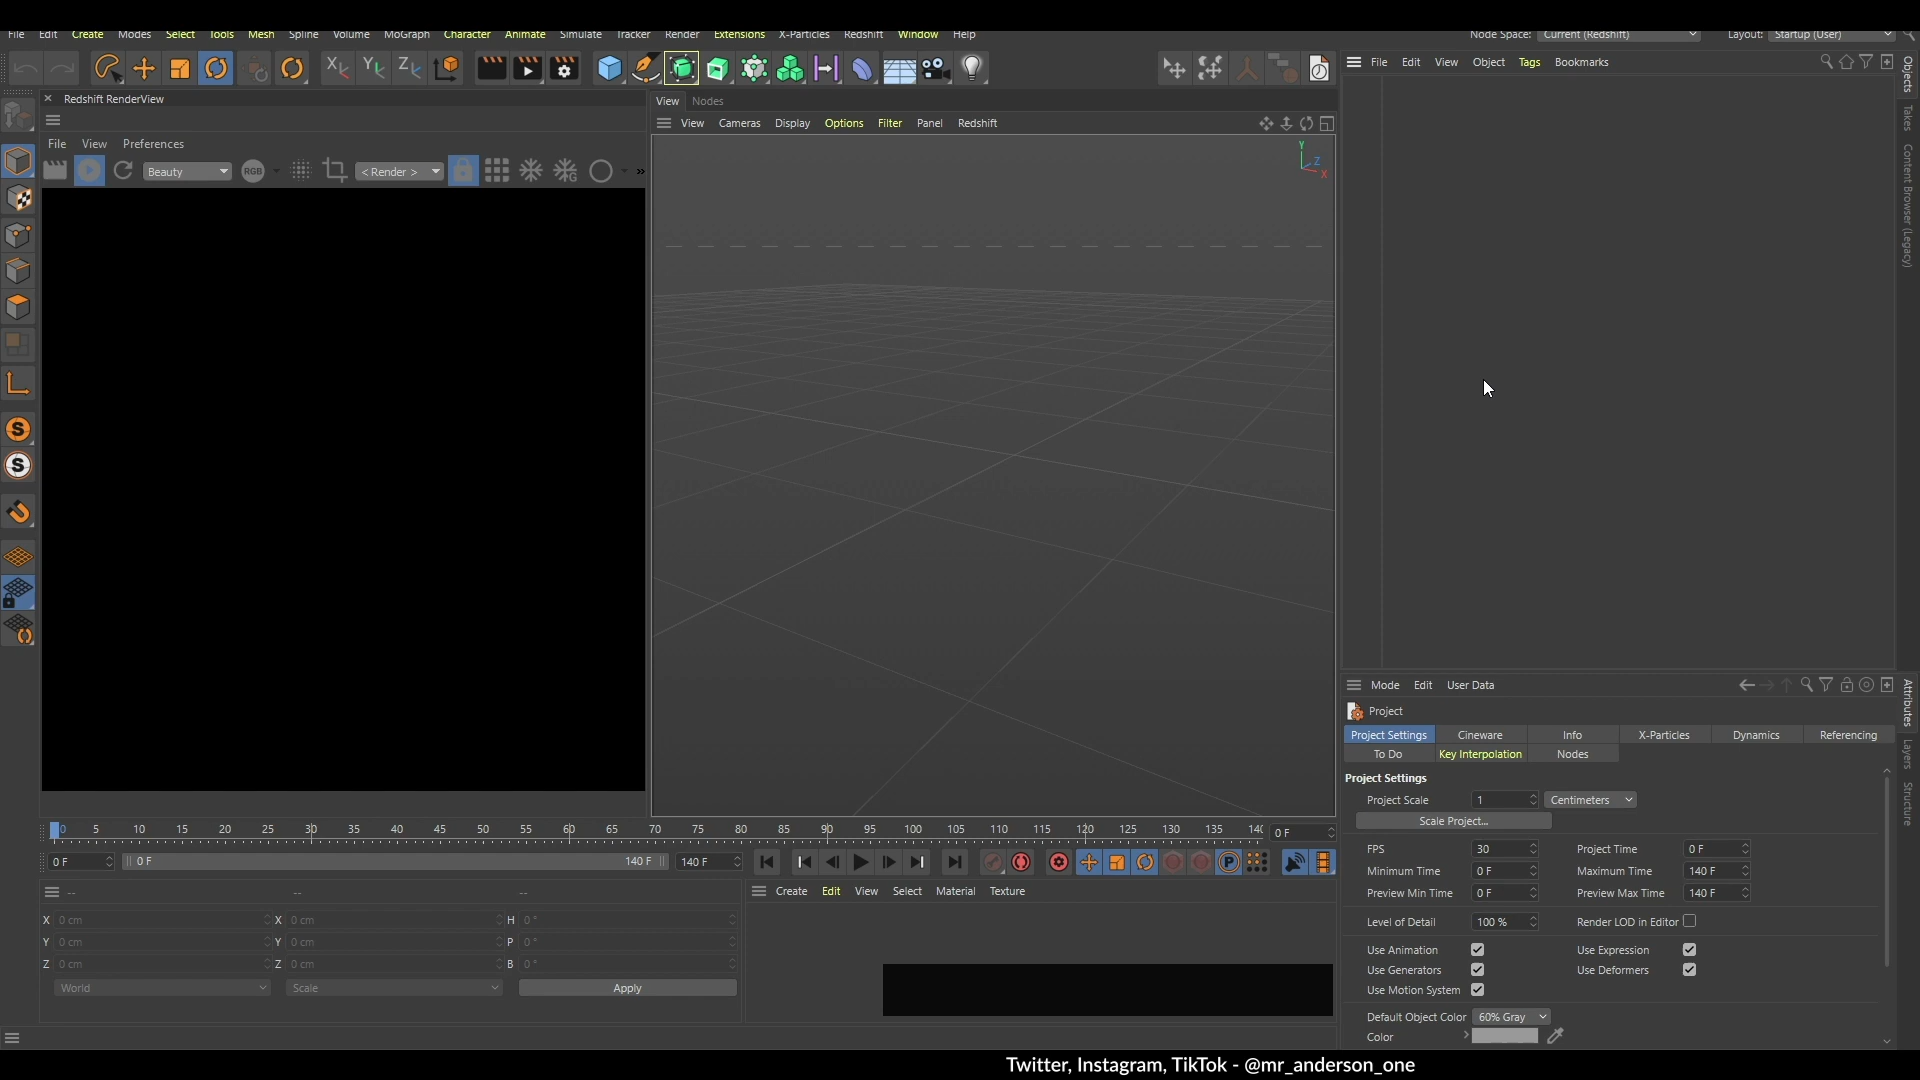 File Edit Create Modes Select Tools Mesh Spline Volume MoGraph Character Animate Simulate Tracker Render Extensions X-Particles Redshift Window Help Node Space: Current (Redshift) Layout: Startup (User)
X Y Z
File Edit View Object Tags Bookmarks
Redshift RenderView
View Nodes
View Cameras Display Options Filter Panel Redshift
File View Preferences
Beauty RGB < Render > G »
Y
Z
X
S
S
Objects
Takes
Content Browser (Legacy)
Mode Edit User Data
Project
Project Settings Cineware Info X-Particles Dynamics Referencing
To Do Key Interpolation Nodes
Project Settings
Project Scale 1 Centimeters
Scale Project...
FPS 30 Project Time 0 F
Minimum Time 0 F Maximum Time 140 F
Preview Min Time 0 F Preview Max Time 140 F
Level of Detail 100 % Render LOD in Editor
Use Animation Use Expression
Use Generators Use Deformers
Use Motion System
Default Object Color 60% Gray
Color
Attributes
Layers
Structure
0 5 10 15 20 25 30 35 40 45 50 55 60 65 70 75 80 85 90 95 100 105 110 115 120 125 130 135 0 F
0 F 0 F 140 F 140 F P
-- -- --
Create Edit View Select Material Texture
X 0 cm X 0 cm H 0 °
Y 0 cm Y 0 cm P 0 °
Z 0 cm Z 0 cm B 0 °
World Scale Apply
Twitter, Instagram, TikTok - @mr_anderson_one